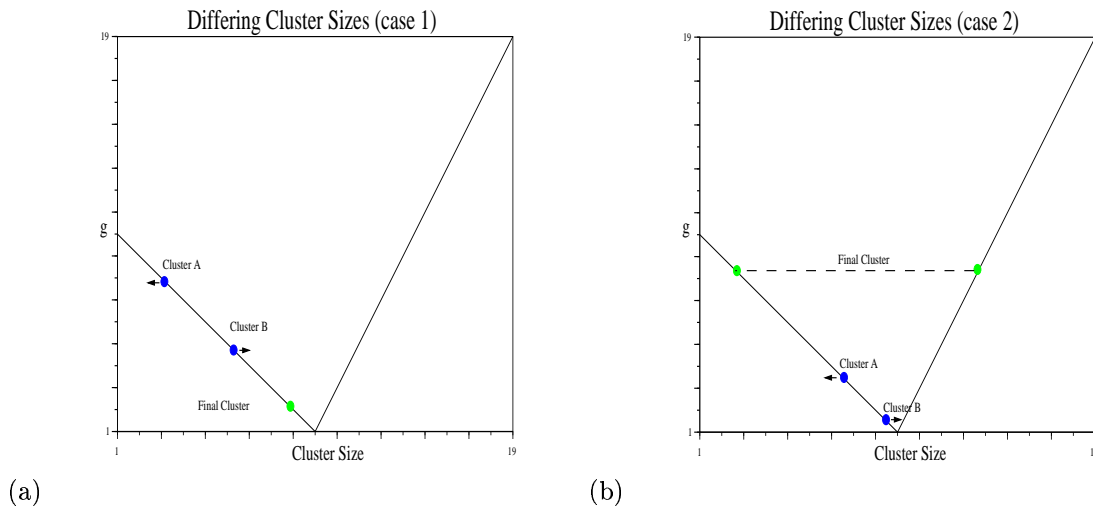 Differing Cluster Sizes (case 1)
19
g
Cluster A
Cluster B
Final Cluster
1
1
Cluster Size
19
(a)
Differing Cluster Sizes (case 2)
19
g
Final Cluster
Cluster A
Cluster B
1
1
Cluster Size
1
(b)